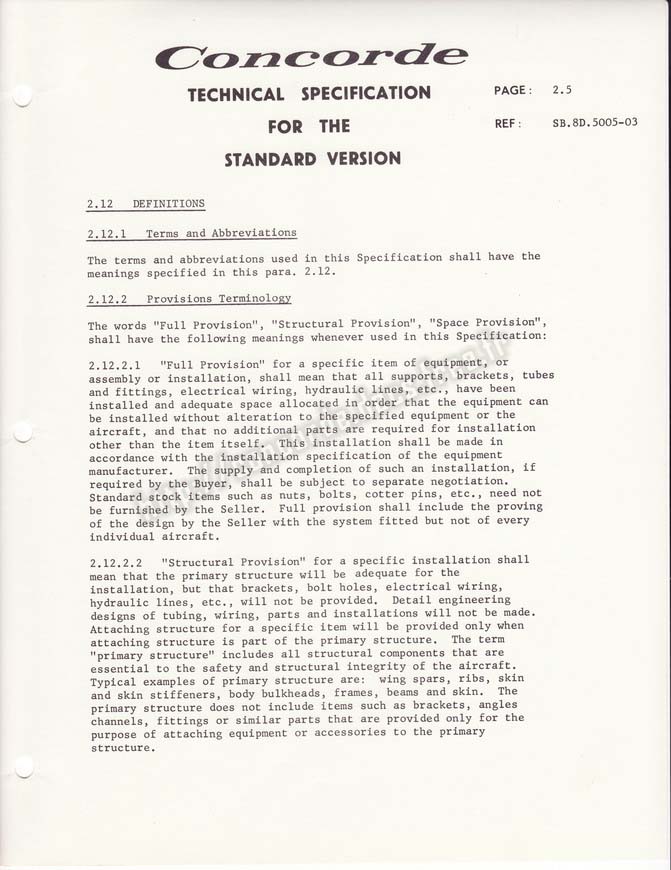 Concorde
TECHNICAL SPECIFICATION
FOR THE
STANDARD VERSION
PAGE: 2.5
REF: SB.8D.5005-03
2.12 DEFINITIONS
2.12.1 Terms and Abbreviations
The terms and abbreviations used in this Specification shall have the
meanings specified in this para. 2.12.
2.12.2 Provisions Terminology
The words "Full Provision", "Structural Provision", "Space Provision",
shall have the following meanings whenever used in this Specification:
2.12.2.1 "Full Provision" for a specific item of equipment, or
assembly or installation, shall mean that all supports, brackets, tubes
and fittings, electrical wiring, hydraulic lines, etc., have been
installed and adequate space allocated in order that the equipment can
be installed without alteration to the specified equipment or the
aircraft, and that no additional parts are required for installation
other than the item itself. This installation shall be made in
accordance with the installation specification of the equipment
manufacturer. The supply and completion of such an installation, if
required by the Buyer, shall be subject to separate negotiation.
Standard stock items such as nuts, bolts, cotter pins, etc., need not
be furnished by the Seller. Full provision shall include the proving
of the design by the Seller with the system fitted but not of every
individual aircraft.
2.12.2.2 "Structural Provision" for a specific installation shall
mean that the primary structure will be adequate for the
installation, but that brackets, bolt holes, electrical wiring,
hydraulic lines, etc., will not be provided. Detail engineering
designs of tubing, wiring, parts and installations will not be made.
Attaching structure for a specific item will be provided only when
attaching structure is part of the primary structure. The term
"primary structure" includes all structural components that are
essential to the safety and structural integrity of the aircraft.
Typical examples of primary structure are: wing spars, ribs, skin
and skin stiffeners, body bulkheads, frames, beams and skin. The
primary structure does not include items such as brackets, angles
channels, fittings or similar parts that are provided only for the
purpose of attaching equipment or accessories to the primary
structure.